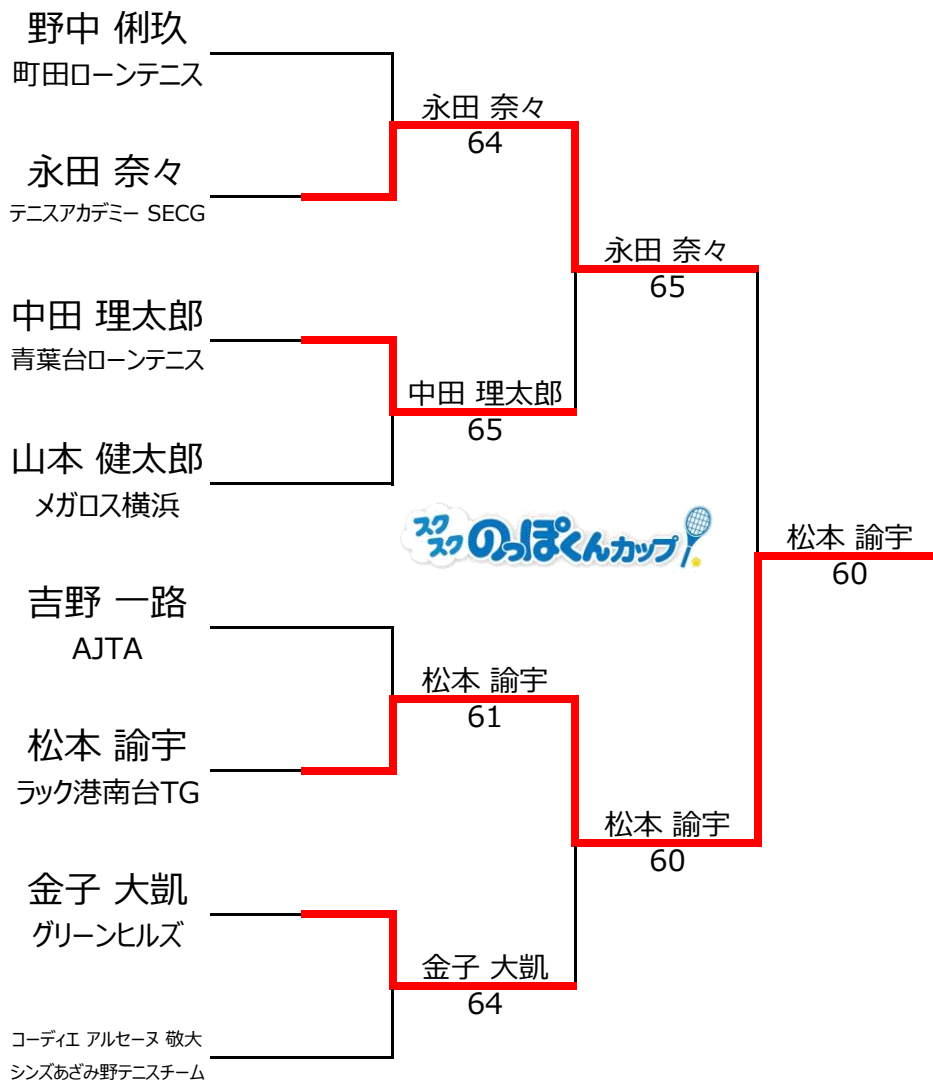 野中 俐玖
町田ローンテニス
永田 奈々
64
永田 奈々
テニスアカデミー SECG
永田 奈々
65
中田 理太郎
青葉台ローンテニス
中田 理太郎
65
山本 健太郎
メガロス横浜
スクスクのっぽくんカップ
松本 諭宇
60
吉野 一路
AJTA
松本 諭宇
61
松本 諭宇
ラック港南台TG
松本 諭宇
60
金子 大凱
グリーンヒルズ
金子 大凱
64
コーディエ アルセーヌ 敬大
シンズあざみ野テニスチーム